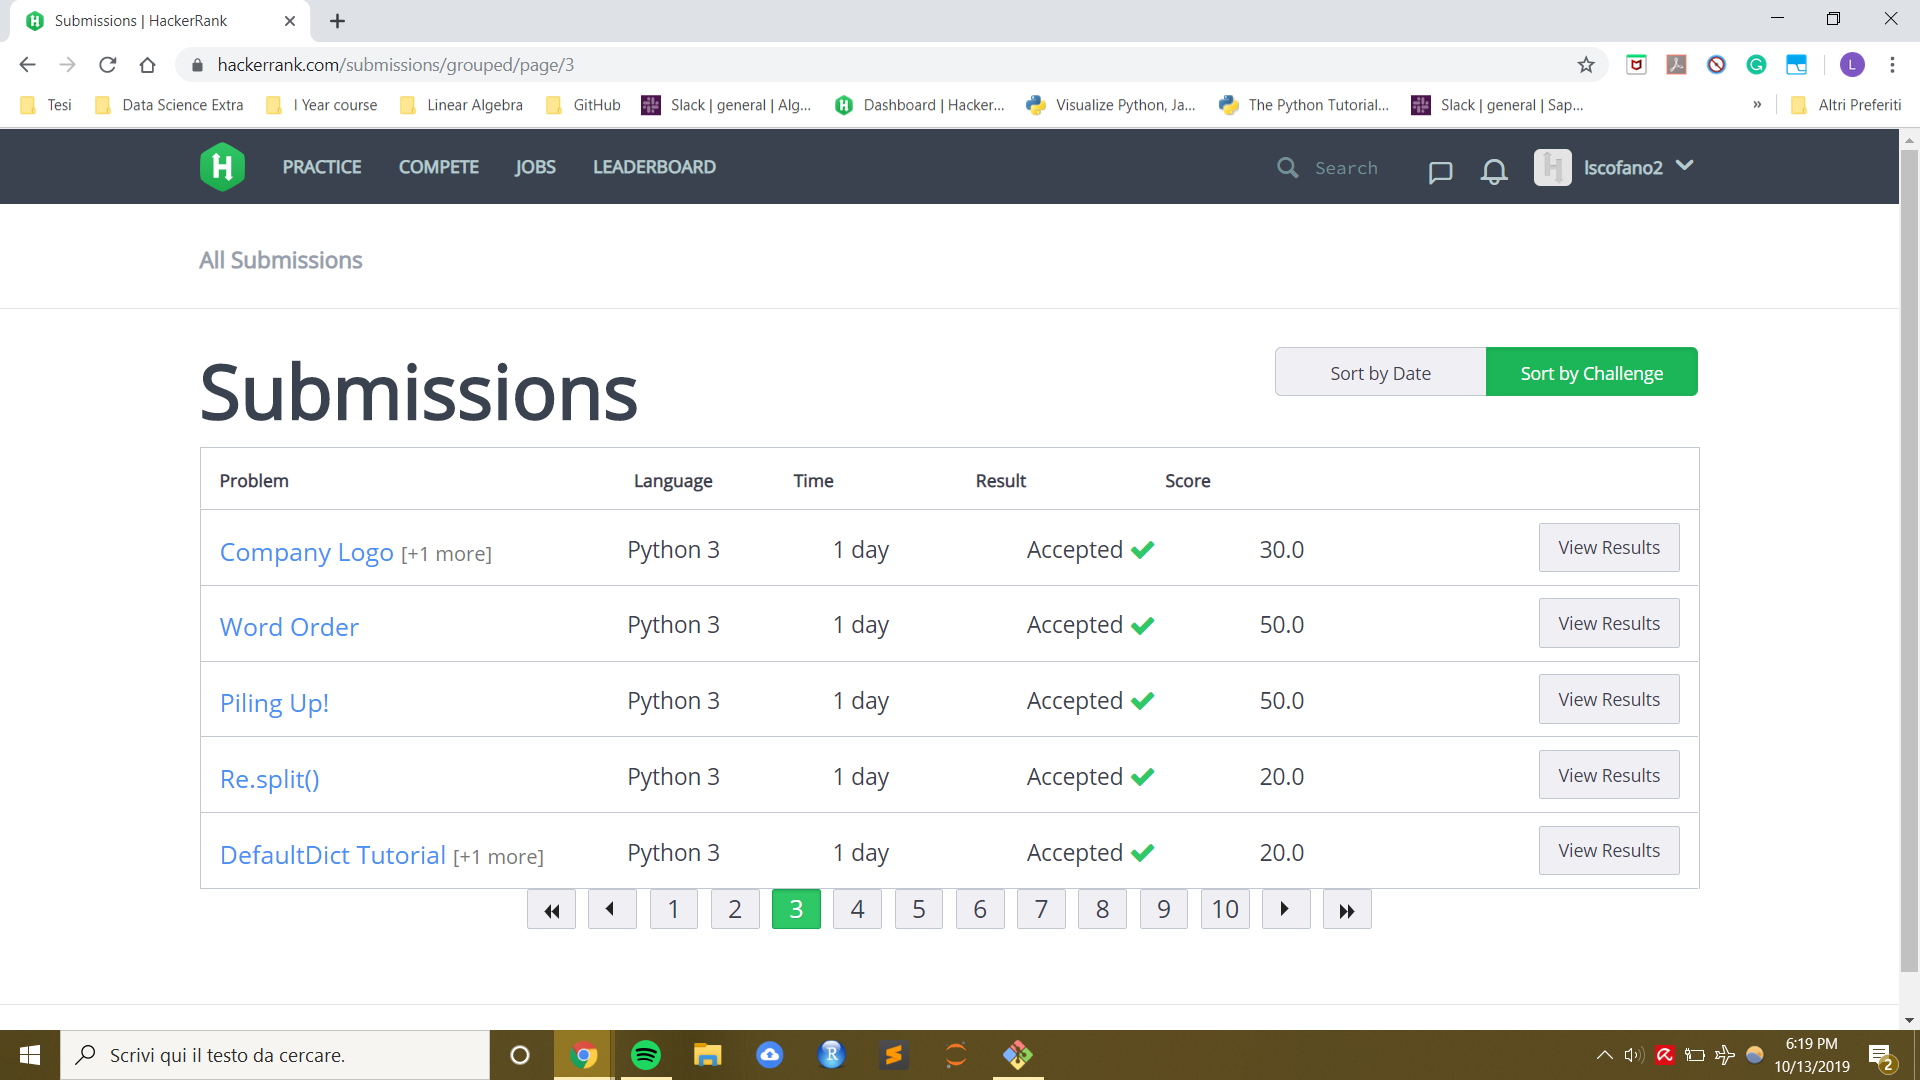 Submissions | HackerRank
hackerrank.com/submissions/grouped/page/3
L
Tesi
Data Science Extra
I Year course
Linear Algebra
GitHub
Slack | general | Alg...
Dashboard | Hacker...
Visualize Python, Ja...
The Python Tutorial...
Slack | general | Sap...
»
Altri Preferiti
H PRACTICE COMPETE JOBS LEADERBOARD
Search
lscofano2
All Submissions
Submissions
Sort by Date
Sort by Challenge
Problem Language Time Result Score
Company Logo [+1 more] Python 3 1 day Accepted 30.0 View Results
Word Order Python 3 1 day Accepted 50.0 View Results
Piling Up! Python 3 1 day Accepted 50.0 View Results
Re.split() Python 3 1 day Accepted 20.0 View Results
DefaultDict Tutorial [+1 more] Python 3 1 day Accepted 20.0 View Results
1 2 3 4 5 6 7 8 9 10
Scrivi qui il testo da cercare.
R
6:19 PM
10/13/2019
2